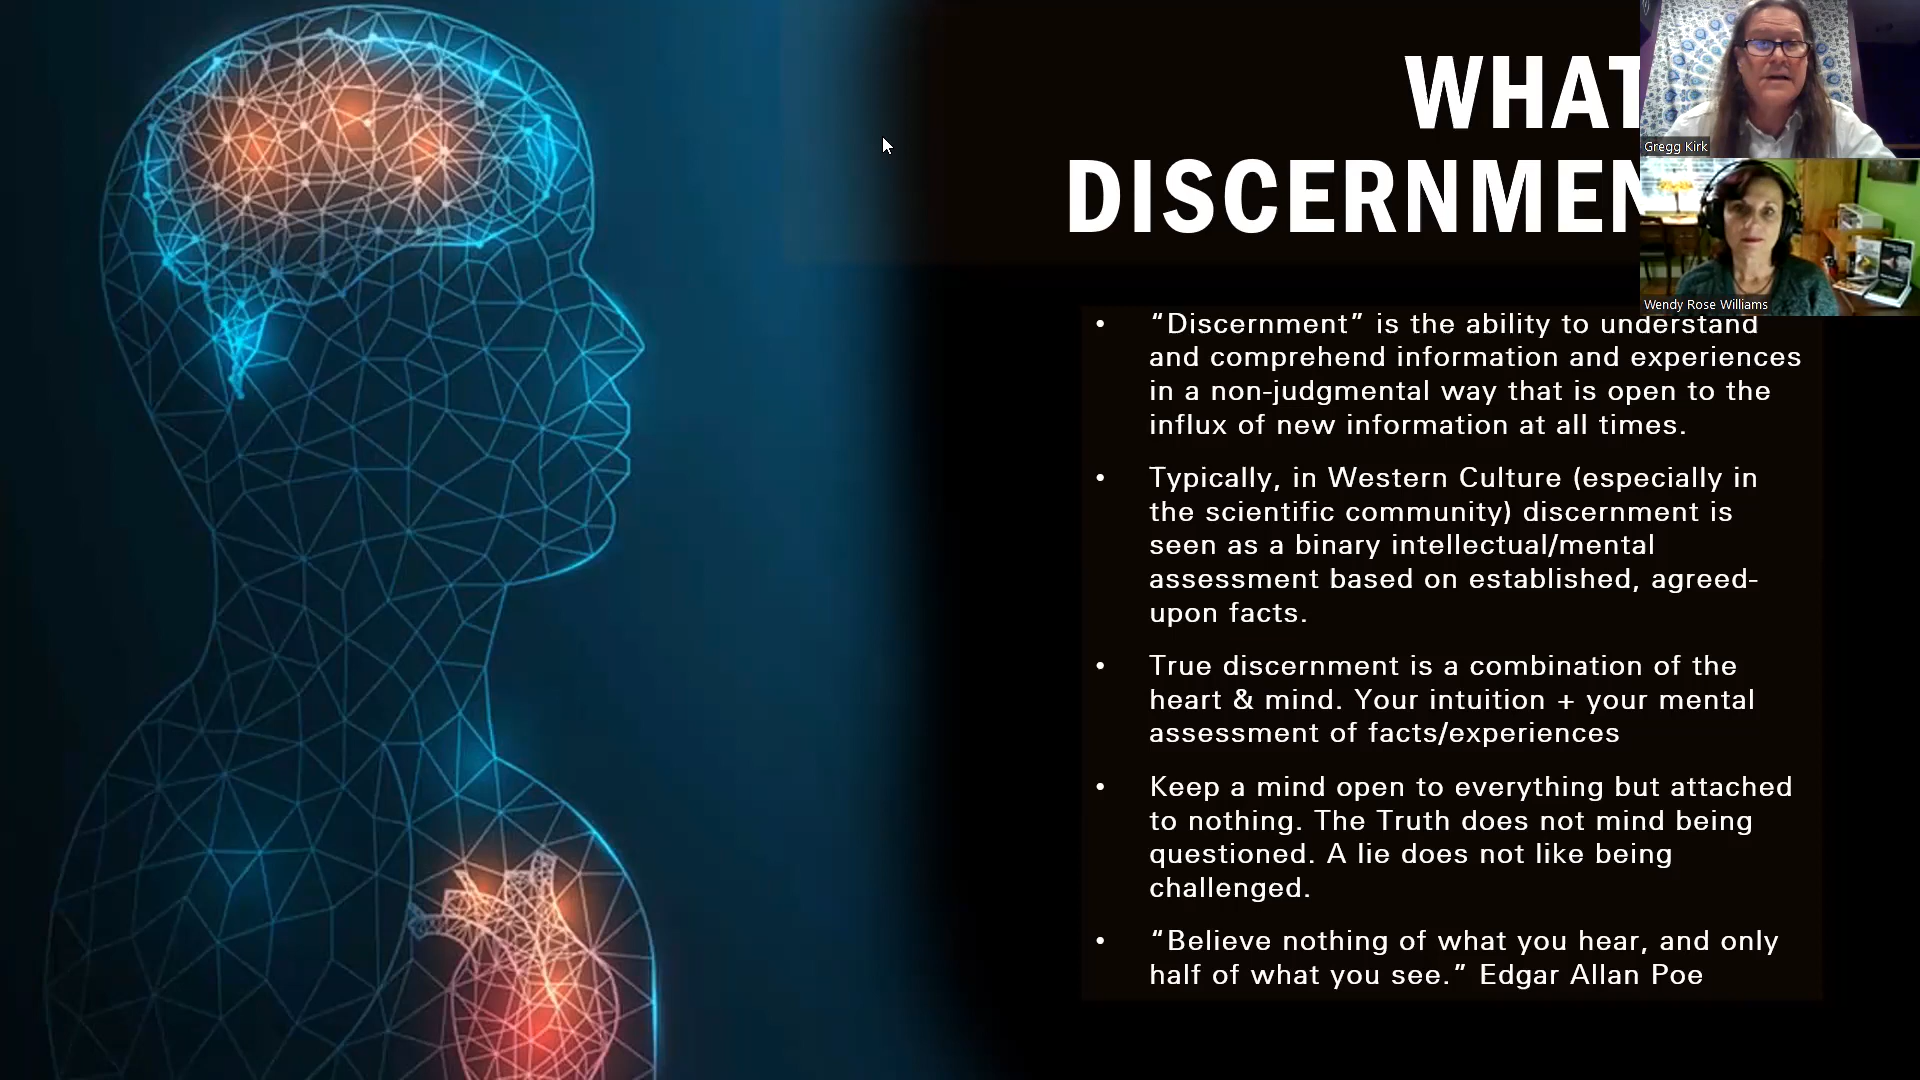 WHAT
DISCERNMEN
Gregg Kirk
Wendy Rose Williams
• “Discernment” is the ability to understand
and comprehend information and experiences
in a non-judgmental way that is open to the
influx of new information at all times.
• Typically, in Western Culture (especially in
the scientific community) discernment is
seen as a binary intellectual/mental
assessment based on established, agreed-
upon facts.
• True discernment is a combination of the
heart & mind. Your intuition + your mental
assessment of facts/experiences
• Keep a mind open to everything but attached
to nothing. The Truth does not mind being
questioned. A lie does not like being
challenged.
• “Believe nothing of what you hear, and only
half of what you see.” Edgar Allan Poe